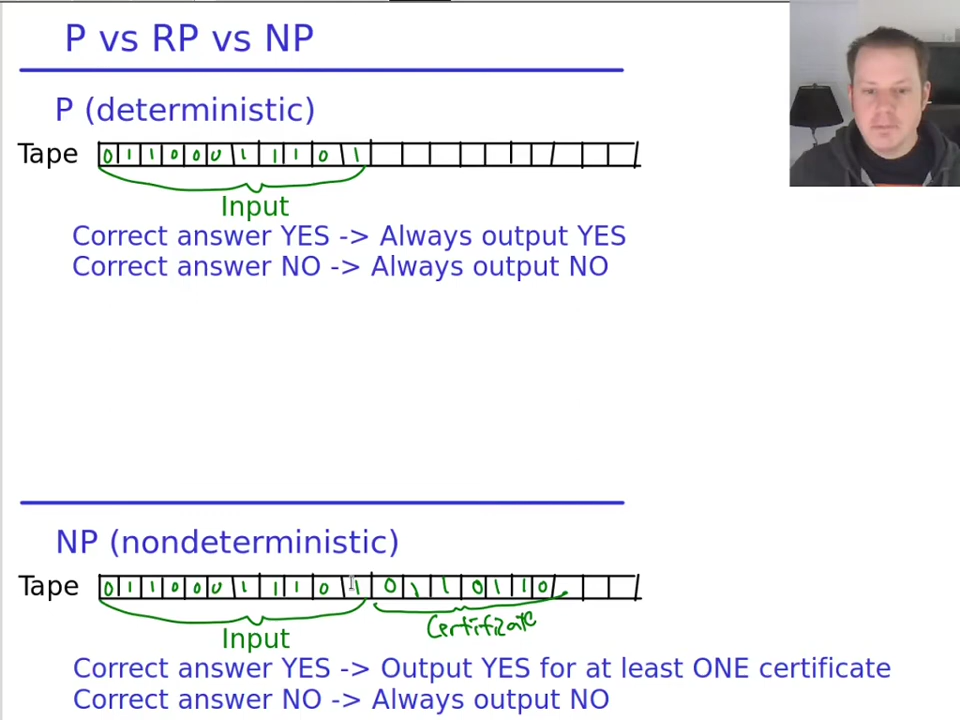 P vs RP vs NP
P (deterministic)
Tape 0 1 1 0 0 0 1 1 1 0 1
Input
Correct answer YES -> Always output YES
Correct answer NO -> Always output NO
NP (nondeterministic)
Tape 0 1 1 0 0 0 1 1 1 0 1 0 1 1 0 1 1 0
Certificate
Input
Correct answer YES -> Output YES for at least ONE certificate
Correct answer NO -> Always output NO